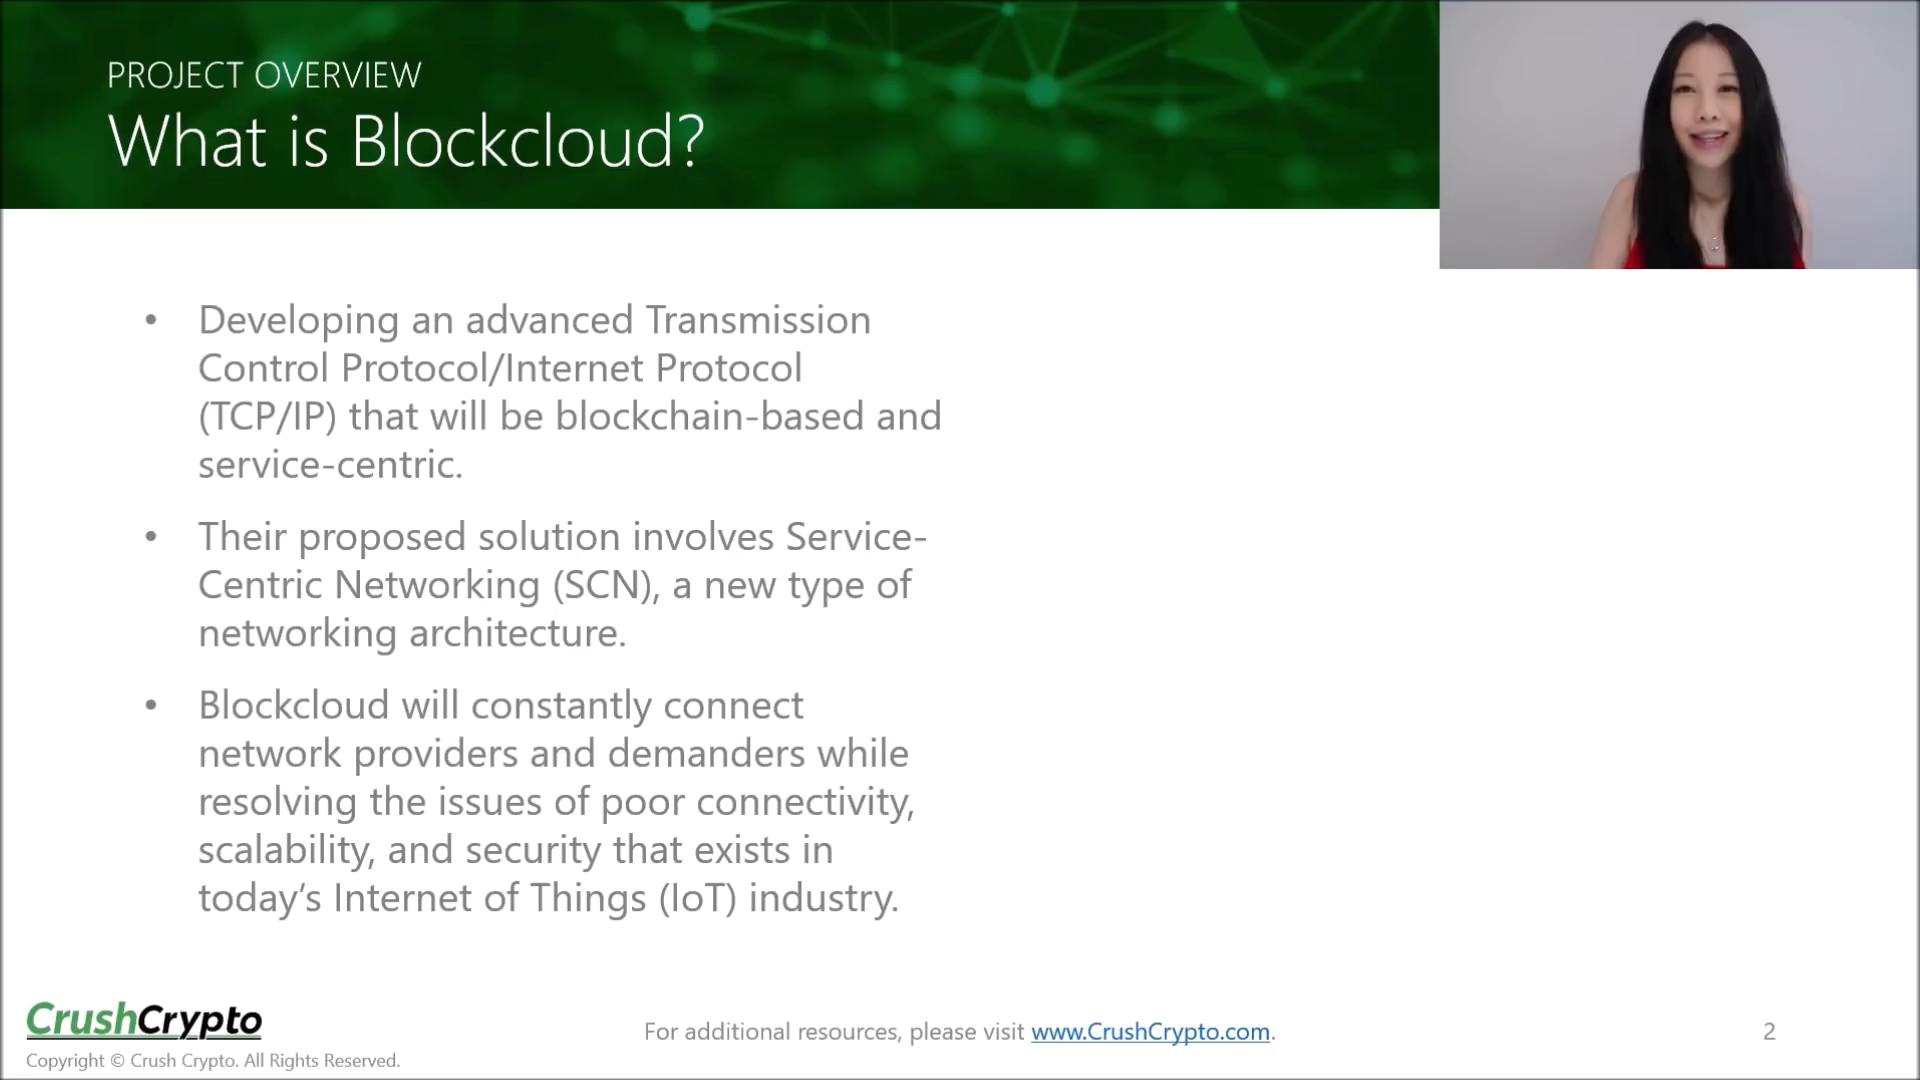 PROJECT OVERVIEW
What is Blockcloud?
• Developing an advanced Transmission
Control Protocol/Internet Protocol
(TCP/IP) that will be blockchain-based and
service-centric.
• Their proposed solution involves Service-
Centric Networking (SCN), a new type of
networking architecture.
• Blockcloud will constantly connect
network providers and demanders while
resolving the issues of poor connectivity,
scalability, and security that exists in
today’s Internet of Things (IoT) industry.
CrushCrypto
Copyright © Crush Crypto. All Rights Reserved.
For additional resources, please visit www.CrushCrypto.com.
2